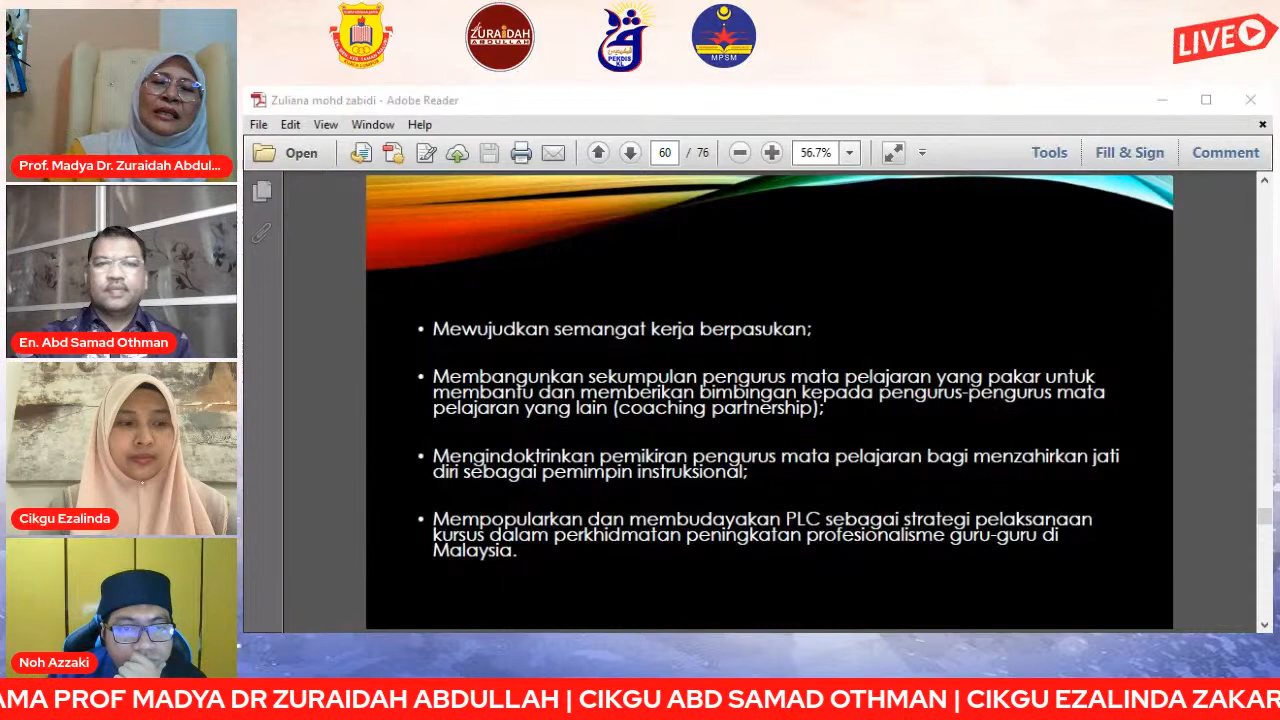 ZURAIDAH
ABDULLAH
PEKDIS
KL
MPSM
LIVE
Prof. Madya Dr. Zuraidah Abdul...
En. Abd Samad Othman
Cikgu Ezalinda
Noh Azzaki
Zuliana mohd zabidi - Adobe Reader
File Edit View Window Help
Open 60 / 76 56.7% Tools Fill & Sign Comment
• Mewujudkan semangat kerja berpasukan;
• Membangunkan sekumpulan pengurus mata pelajaran yang pakar untuk
membantu dan memberikan bimbingan kepada pengurus-pengurus mata
pelajaran yang lain (coaching partnership);
• Mengindoktrinkan pemikiran pengurus mata pelajaran bagi menzahirkan jati
diri sebagai pemimpin instruksional;
• Mempopularkan dan membudayakan PLC sebagai strategi pelaksanaan
kursus dalam perkhidmatan peningkatan profesionalisme guru-guru di
Malaysia.
AMA PROF MADYA DR ZURAIDAH ABDULLAH | CIKGU ABD SAMAD OTHMAN | CIKGU EZALINDA ZAKAR